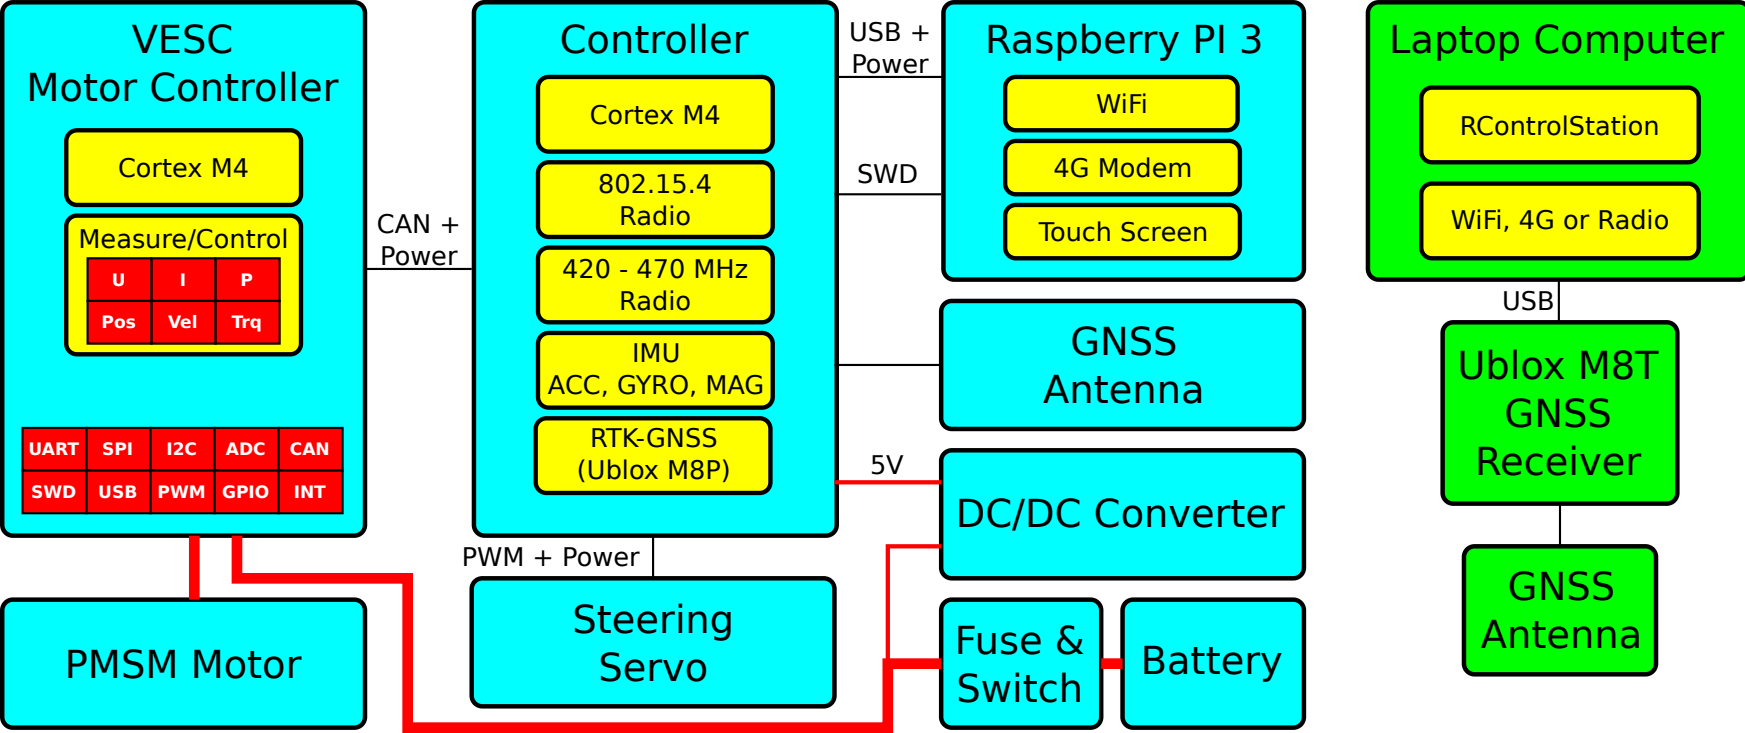 VESC
Motor Controller
Cortex M4
Measure/Control
U I P
Pos Vel Trq
UART SPI I2C ADC CAN
SWD USB PWM GPIO INT
PMSM Motor
CAN +
Power
Controller
Cortex M4
802.15.4
Radio
420 - 470 MHz
Radio
IMU
ACC, GYRO, MAG
RTK-GNSS
(Ublox M8P)
PWM + Power
Steering
Servo
USB +
Power
SWD
5V
Raspberry PI 3
WiFi
4G Modem
Touch Screen
GNSS
Antenna
DC/DC Converter
Fuse &
Switch
Battery
Laptop Computer
RControlStation
WiFi, 4G or Radio
USB
Ublox M8T
GNSS
Receiver
GNSS
Antenna